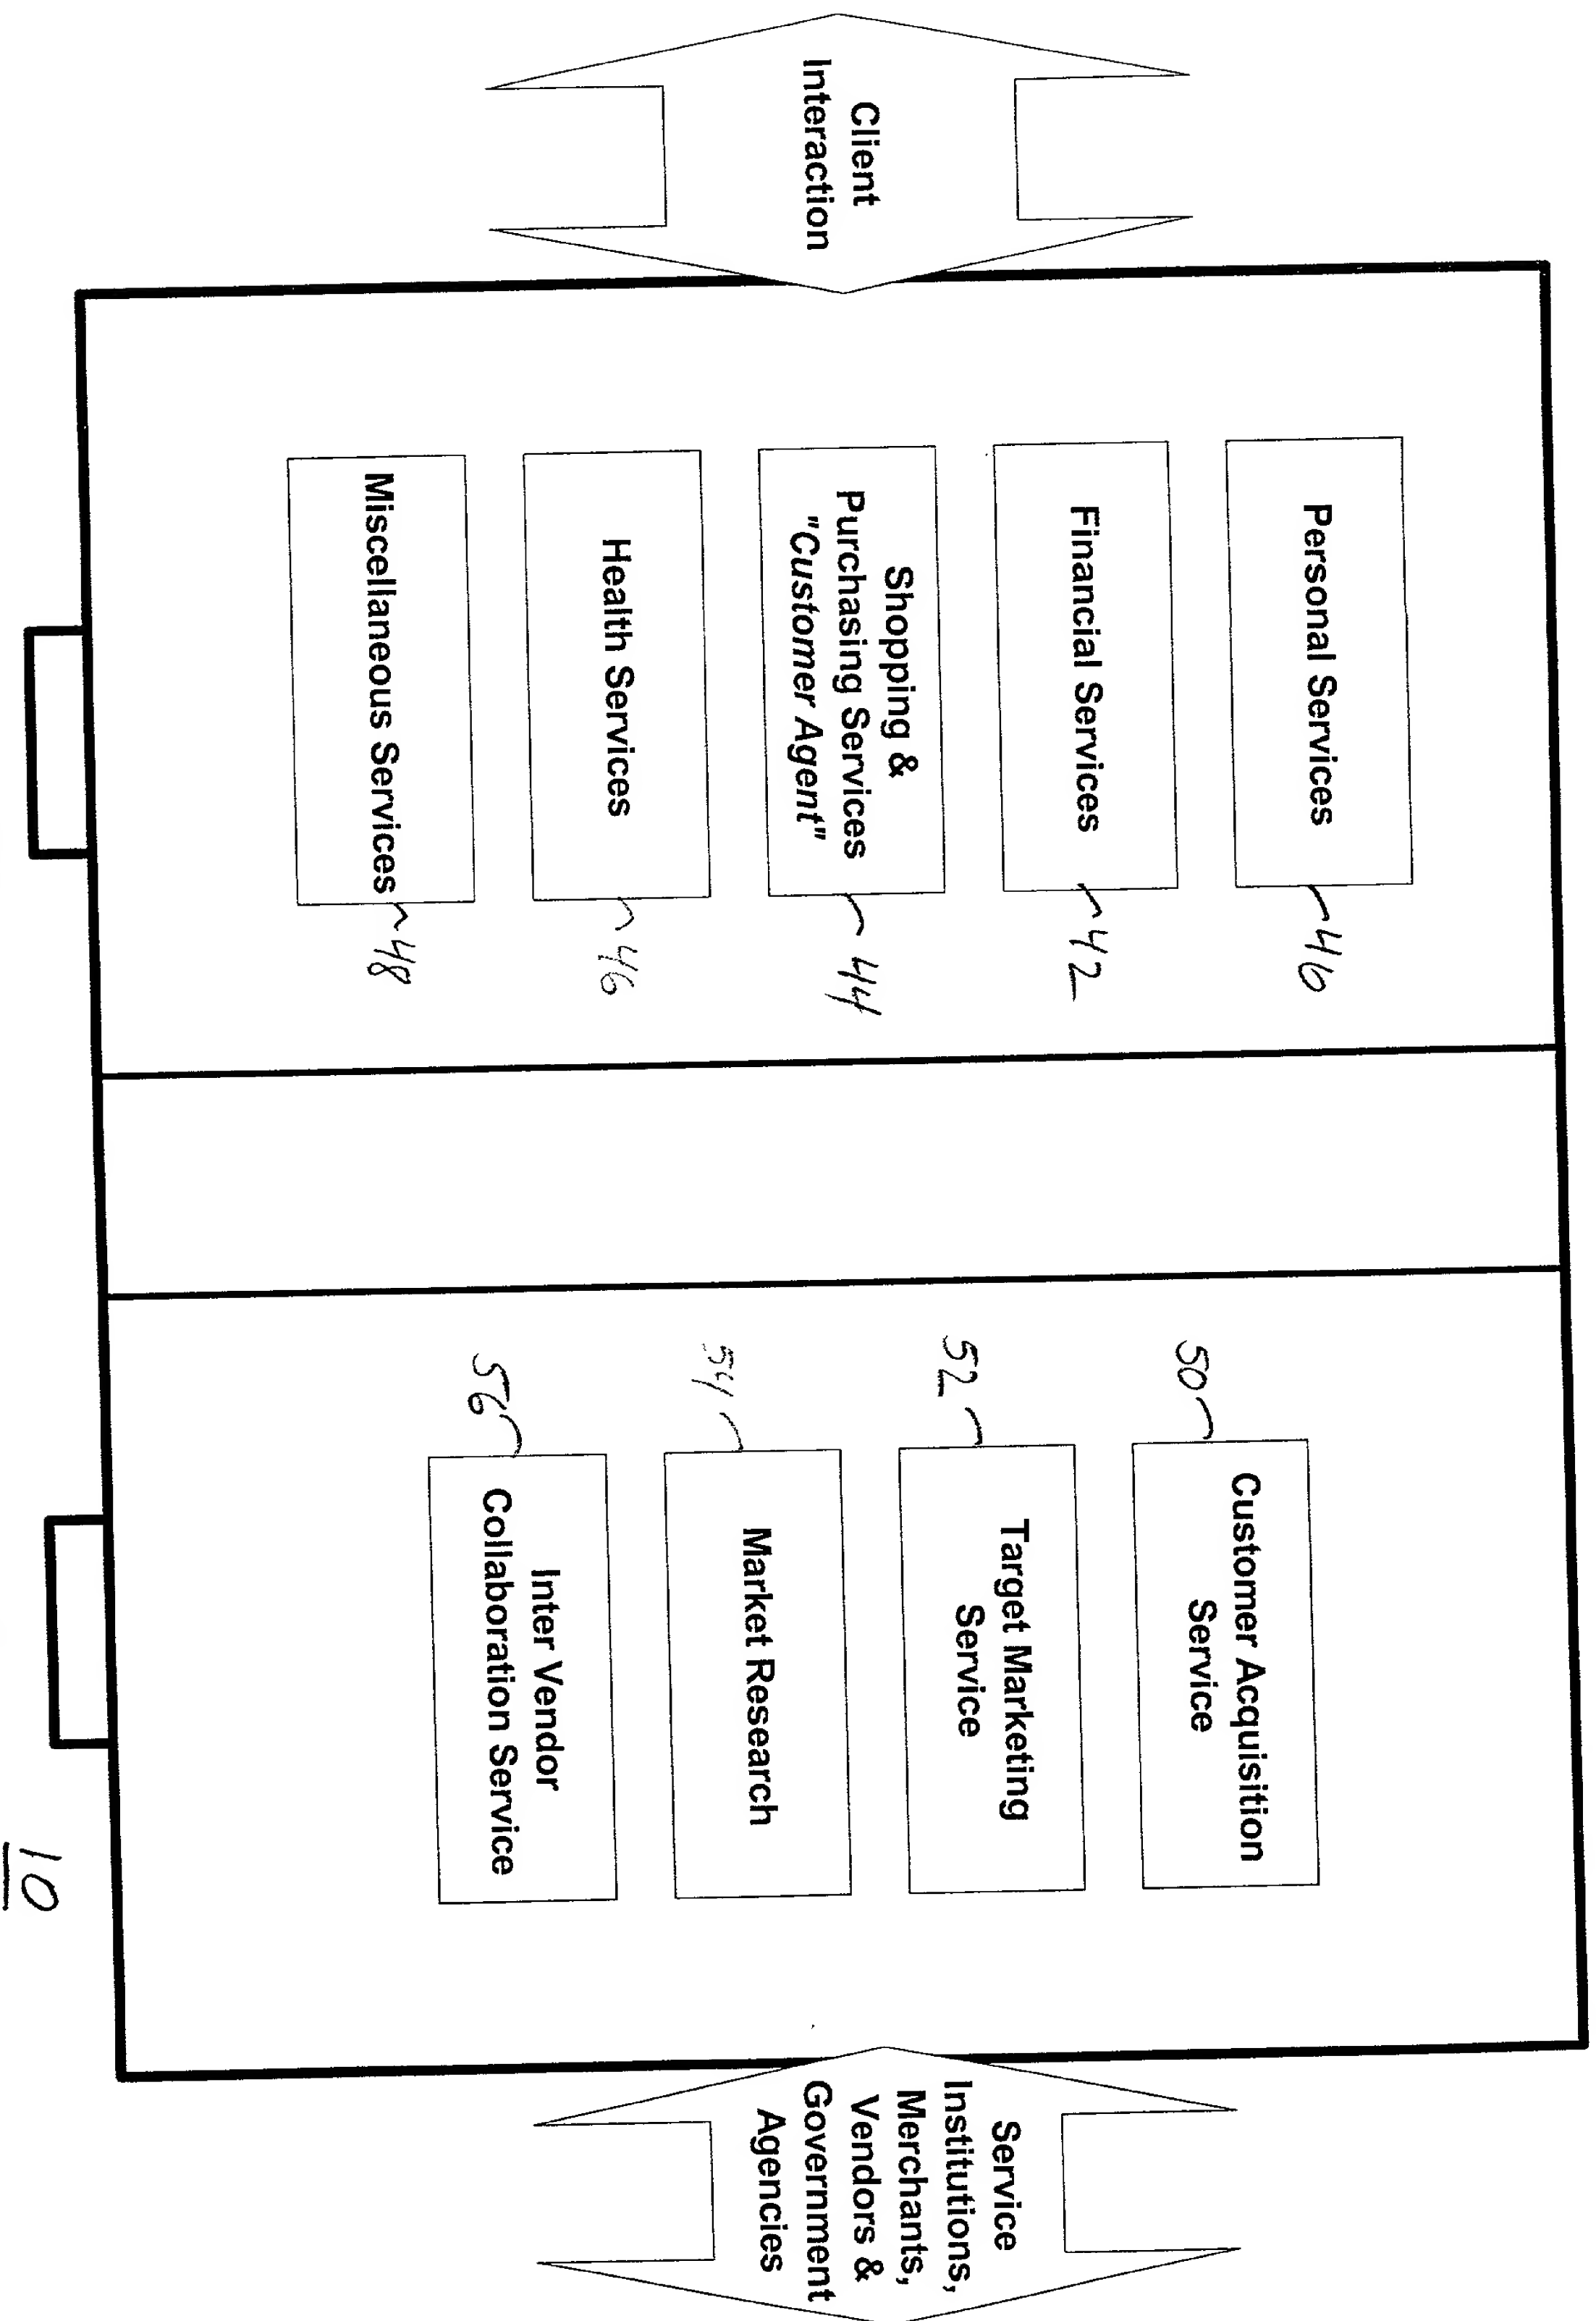 Client
Interaction
Personal Services
40
Financial Services
42
Shopping &
Purchasing Services
"Customer Agent"
44
Health Services
46
Miscellaneous Services
48
50
Customer Acquisition
Service
52
Target Marketing
Service
54
Market Research
56
Inter Vendor
Collaboration Service
Service
Institutions,
Merchants,
Vendors &
Government
Agencies
10